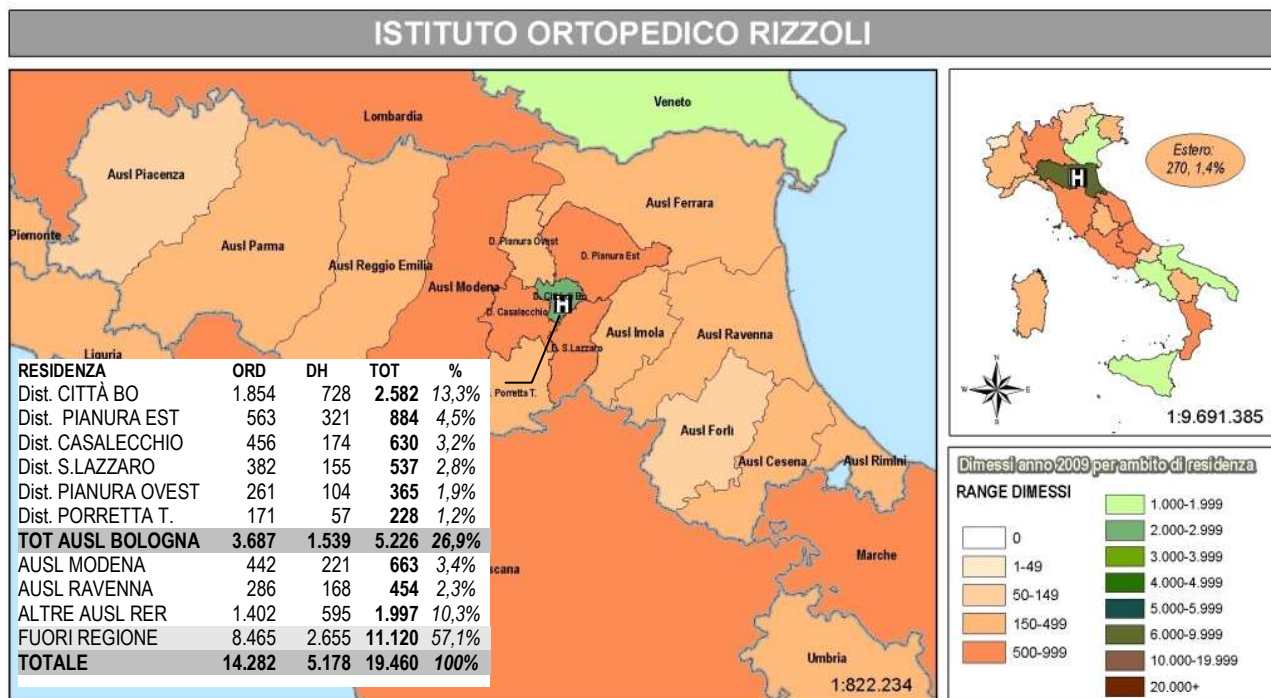 ISTITUTO ORTOPEDICO RIZZOLI
Veneto
Lombardia
Ausl Piacenza
Ausl Ferrara
Piemonte
Ausl Parma
D. Pianura Ovest
D. Pianura Est
Ausl Reggio Emilia
Ausl Modena
D. Città di Bo
H
D. Casalecchio
Ausl Imola
Ausl Ravenna
D. S.Lazzaro
Liguria
Porretta T.
Ausl Forlì
Ausl Cesena
Ausl Rimini
Marche
scana
Umbria
1:822.234
RESIDENZA ORD DH TOT %
Dist. CITTÀ BO 1.854 728 2.582 13,3%
Dist. PIANURA EST 563 321 884 4,5%
Dist. CASALECCHIO 456 174 630 3,2%
Dist. S.LAZZARO 382 155 537 2,8%
Dist. PIANURA OVEST 261 104 365 1,9%
Dist. PORRETTA T. 171 57 228 1,2%
TOT AUSL BOLOGNA 3.687 1.539 5.226 26,9%
AUSL MODENA 442 221 663 3,4%
AUSL RAVENNA 286 168 454 2,3%
ALTRE AUSL RER 1.402 595 1.997 10,3%
FUORI REGIONE 8.465 2.655 11.120 57,1%
TOTALE 14.282 5.178 19.460 100%
Estero:
270, 1,4%
H
N
W E
S
1:9.691.385
Dimessi anno 2009 per ambito di residenza
RANGE DIMESSI
0
1-49
50-149
150-499
500-999
1.000-1.999
2.000-2.999
3.000-3.999
4.000-4.999
5.000-5.999
6.000-9.999
10.000-19.999
20.000+